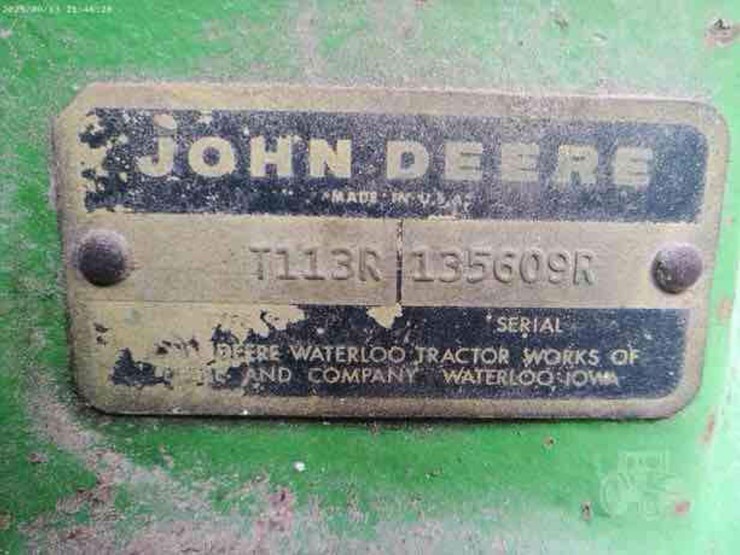 JOHN DEERE
MADE IN U.S.A.
T113R 135609R
SERIAL
DEERE WATERLOO TRACTOR WORKS OF
AND COMPANY WATERLOO IOWA